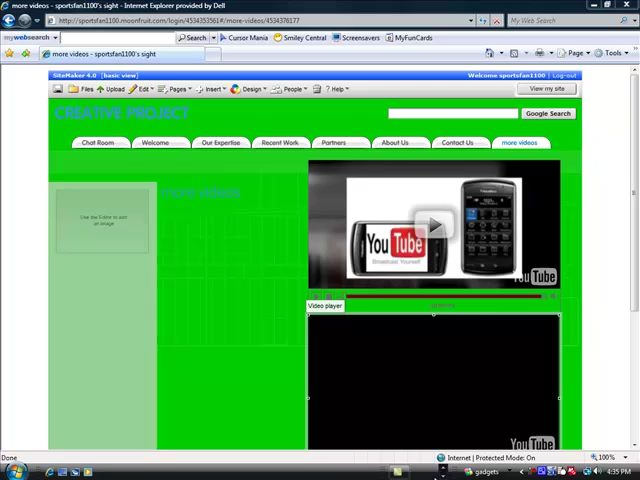 more videos - sportsfan1100's sight - Internet Explorer provided by Dell
http://sportsfan1100.moonfruit.com/login/4534353561#/more-videos/4534376177
My Web Search
mywebsearch Search Cursor Mania Smiley Central Screensavers MyFunCards
more videos - sportsfan1100's sight Page Tools
SiteMaker 4.0 [basic view] Welcome sportsfan1100 | Log-out
Files Upload Edit Pages Insert Design People Help View my site
CREATIVE PROJECT Google Search
Chat Room Welcome Our Expertise Recent Work Partners About Us Contact Us more videos
more videos
Use the Editor to add
an image
You Tube
Broadcast Yourself
YouTube
Video player
YouTube
Done Internet | Protected Mode: On 100%
gadgets 4:35 PM